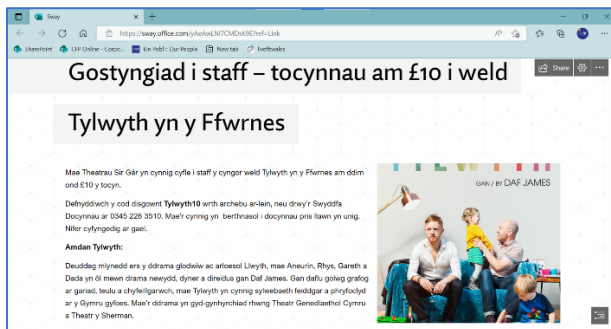 Sway
https://sway.office.com/yAeAwLNl7CMDsK9E?ref=Link
SharePoint
LFP Online - Corpo...
Ein Pobl :: Our People
New tab
livefivevales
Gostyngiad i staff – tocynnau am £10 i weld
Share
Tylwyth yn y Ffwrnes
Mae Theatrau Sir Gâr yn cynnig cyfle i staff y cyngor weld Tylwyth yn y Ffwrnes am ddim
ond £10 y tocyn.
Defnyddiwch y cod disgownt Tylwyth10 wrth archebu ar-lein, neu drwy'r Swyddfa
Docynnau ar 0345 226 3510. Mae'r cynnig yn berthnasol i docynnau pris llawn yn unig.
Nifer cyfyngedig ar gael.
Amdan Tylwyth:
Deuddeg mlynedd ers y ddrama glodwiw ac arloesol Llwyth, mae Aneurin, Rhys, Gareth a
Dada yn ôl mewn drama newydd, dyner a direidus gan Daf James. Gan daflu golwg grafog
ar gariad, teulu a chyfeillgarwch, mae Tylwyth yn cynnig sylwebaeth feiddgar a phryfoclyd
ar y Gymru gyfoes. Mae'r ddrama yn gyd-gynhyrchiad rhwng Theatr Genedlaethol Cymru
a Theatr y Sherman.
GAN / BY DAF JAMES